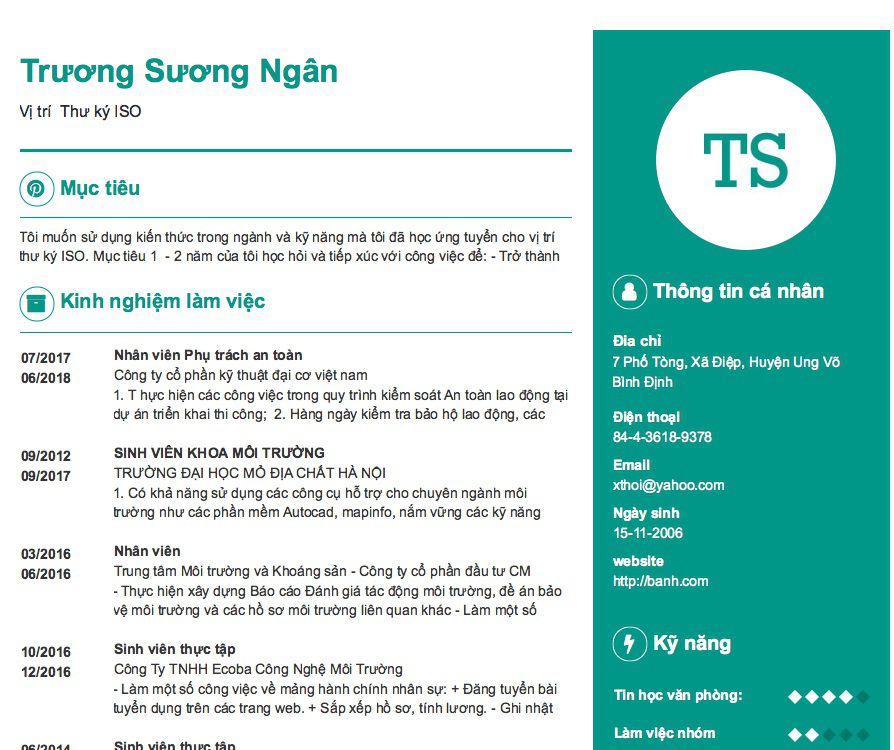 Trương Sương Ngân
Vị trí Thư ký ISO
Mục tiêu
Tôi muốn sử dụng kiến thức trong ngành và kỹ năng mà tôi đã học ứng tuyển cho vị trí
thư ký ISO. Mục tiêu 1 - 2 năm của tôi học hỏi và tiếp xúc với công việc để: - Trở thành
Kinh nghiệm làm việc
07/2017
06/2018
Nhân viên Phụ trách an toàn
Công ty cổ phần kỹ thuật đại cơ việt nam
1. T hực hiện các công việc trong quy trình kiểm soát An toàn lao động tại
dự án triển khai thi công; 2. Hàng ngày kiểm tra bảo hộ lao động, các
09/2012
09/2017
SINH VIÊN KHOA MÔI TRƯỜNG
TRƯỜNG ĐẠI HỌC MỎ ĐỊA CHẤT HÀ NỘI
1. Có khả năng sử dụng các công cụ hỗ trợ cho chuyên ngành môi
trường như các phần mềm Autocad, mapinfo, nắm vững các kỹ năng
03/2016
06/2016
Nhân viên
Trung tâm Môi trường và Khoáng sản - Công ty cổ phần đầu tư CM
- Thực hiện xây dựng Báo cáo Đánh giá tác động môi trường, đề án bảo
vệ môi trường và các hồ sơ môi trường liên quan khác - Làm một số
10/2016
12/2016
Sinh viên thực tập
Công Ty TNHH Ecoba Công Nghệ Môi Trường
- Làm một số công việc về mảng hành chính nhân sự: + Đăng tuyển bài
tuyển dụng trên các trang web. + Sắp xếp hồ sơ, tính lương. - Ghi nhật
06/2014
Sinh viên thực tập
TS
Thông tin cá nhân
Địa chỉ
7 Phố Tòng, Xã Điệp, Huyện Ung Võ
Bình Định
Điện thoại
84-4-3618-9378
Email
xthoi@yahoo.com
Ngày sinh
15-11-2006
website
http://banh.com
Kỹ năng
Tin học văn phòng:
Làm việc nhóm